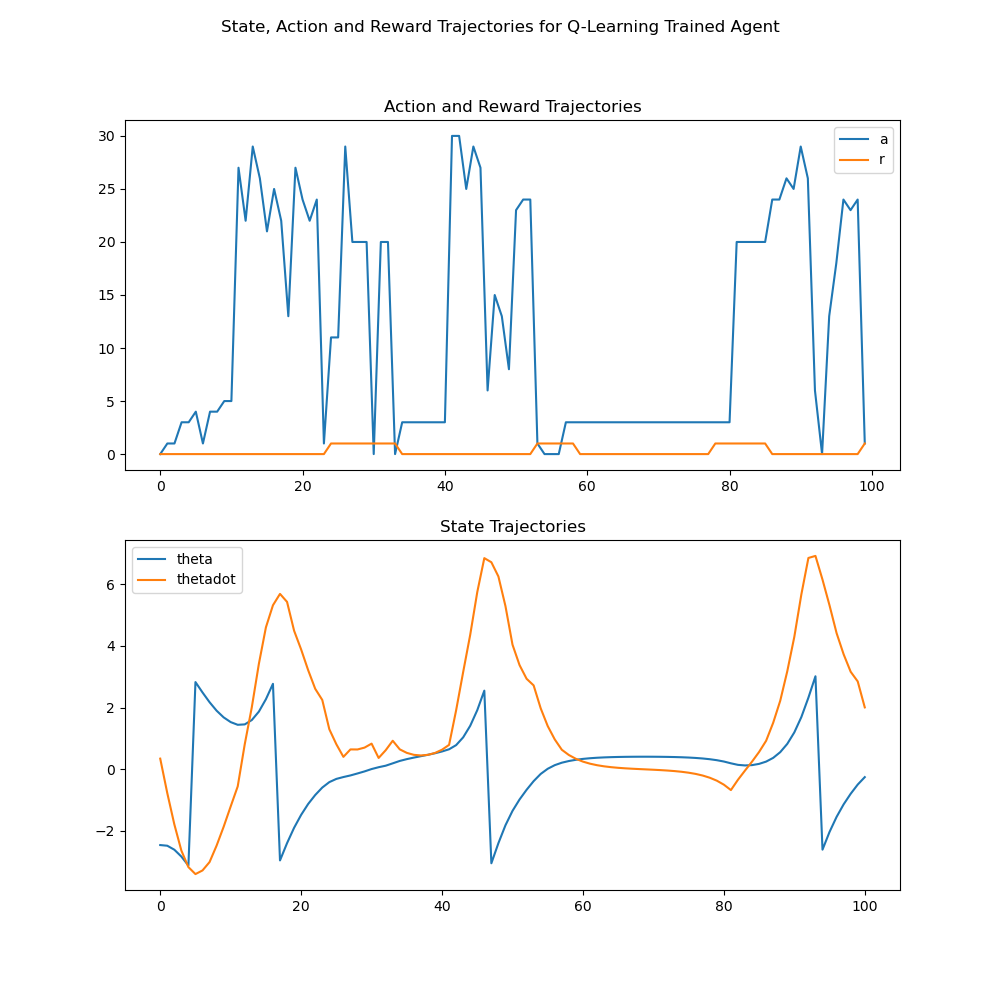 State, Action and Reward Trajectories for Q-Learning Trained Agent
Action and Reward Trajectories
a
r
30
25
20
15
10
5
0
0 20 40 60 80 100
State Trajectories
theta
thetadot
6
4
2
0
−2
0 20 40 60 80 100